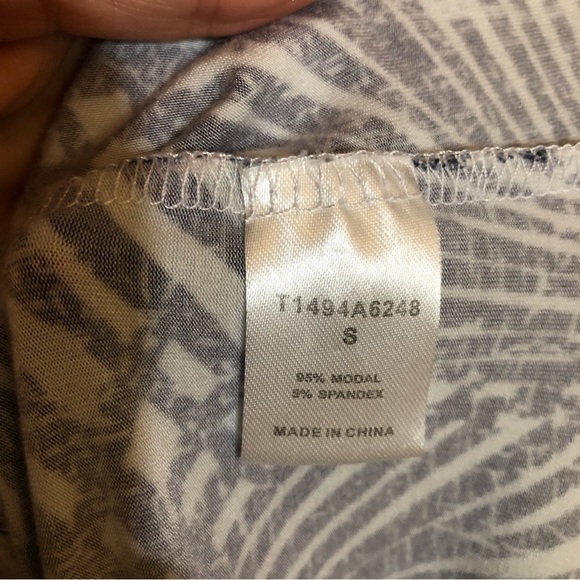 T1494A6248
S
95% MODAL
5% SPANDEX
MADE IN CHINA